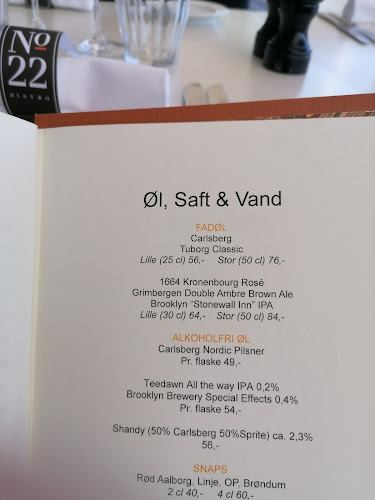 No
22
BISTRO
Øl, Saft & Vand
FADØL
Carlsberg
Tuborg Classic
Lille (25 cl) 56,- Stor (50 cl) 76,-
1664 Kronenbourg Rosé
Grimbergen Double Ambre Brown Ale
Brooklyn "Stonewall Inn" IPA
Lille (30 cl) 64,- Stor (50 cl) 84,-
ALKOHOLFRI ØL
Carlsberg Nordic Pilsner
Pr. flaske 49,-
Teedawn All the way IPA 0,2%
Brooklyn Brewery Special Effects 0,4%
Pr. flaske 54,-
Shandy (50% Carlsberg 50%Sprite) ca. 2,3%
56,-
SNAPS
Rød Aalborg, Linje, OP, Brøndum
2 cl 40,- 4 cl 60,-